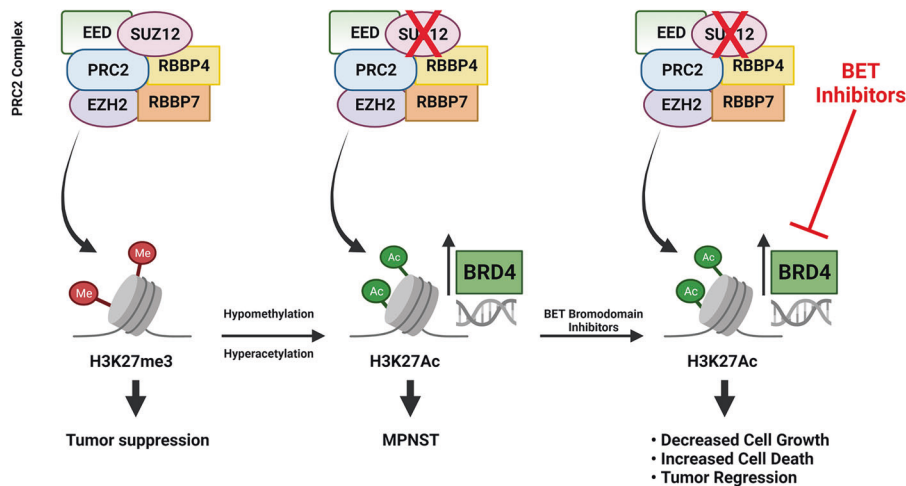 PRC2 Complex
EED
SUZ12
PRC2
RBBP4
EZH2
RBBP7
EED
SUZ12
PRC2
RBBP4
EZH2
RBBP7
EED
SUZ12
PRC2
RBBP4
EZH2
RBBP7
BET
Inhibitors
Me
Me
H3K27me3
Tumor suppression
Hypomethylation
Hyperacetylation
Ac
Ac
BRD4
H3K27Ac
MPNST
BET Bromodomain
Inhibitors
Ac
Ac
BRD4
H3K27Ac
• Decreased Cell Growth
• Increased Cell Death
• Tumor Regression